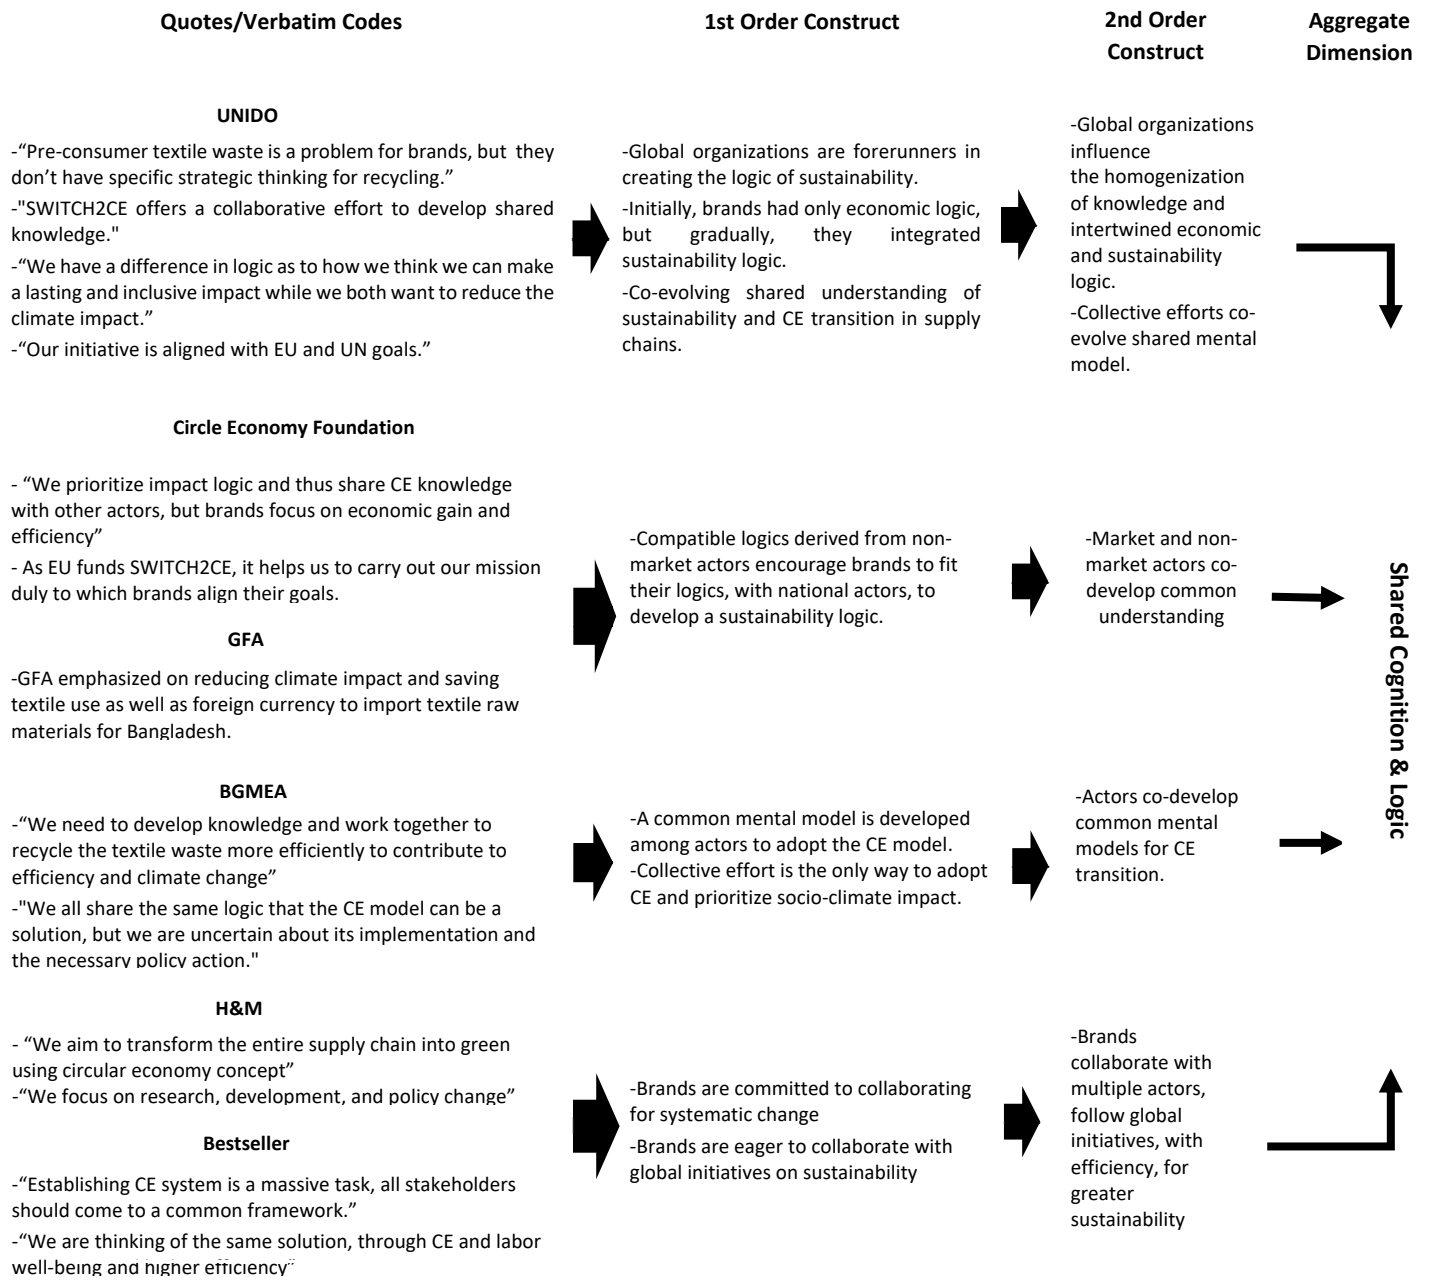 Quotes/Verbatim Codes
1st Order Construct
2nd Order
Construct
Aggregate
Dimension
UNIDO
-“Pre-consumer textile waste is a problem for brands, but they
don’t have specific strategic thinking for recycling.”
-"SWITCH2CE offers a collaborative effort to develop shared
knowledge."
-“We have a difference in logic as to how we think we can make
a lasting and inclusive impact while we both want to reduce the
climate impact.”
-“Our initiative is aligned with EU and UN goals.”
-Global organizations are forerunners in
creating the logic of sustainability.
-Initially, brands had only economic logic,
but gradually, they integrated
sustainability logic.
-Co-evolving shared understanding of
sustainability and CE transition in supply
chains.
-Global organizations
influence
the homogenization
of knowledge and
intertwined economic
and sustainability
logic.
-Collective efforts co-
evolve shared mental
model.
Circle Economy Foundation
- “We prioritize impact logic and thus share CE knowledge
with other actors, but brands focus on economic gain and
efficiency”
- As EU funds SWITCH2CE, it helps us to carry out our mission
duly to which brands align their goals.
GFA
-GFA emphasized on reducing climate impact and saving
textile use as well as foreign currency to import textile raw
materials for Bangladesh.
-Compatible logics derived from non-
market actors encourage brands to fit
their logics, with national actors, to
develop a sustainability logic.
-Market and non-
market actors co-
develop common
understanding
Shared Cognition & Logic
BGMEA
-“We need to develop knowledge and work together to
recycle the textile waste more efficiently to contribute to
efficiency and climate change”
-"We all share the same logic that the CE model can be a
solution, but we are uncertain about its implementation and
the necessary policy action."
-A common mental model is developed
among actors to adopt the CE model.
-Collective effort is the only way to adopt
CE and prioritize socio-climate impact.
-Actors co-develop
common mental
models for CE
transition.
H&M
- “We aim to transform the entire supply chain into green
using circular economy concept”
-“We focus on research, development, and policy change”
Bestseller
-“Establishing CE system is a massive task, all stakeholders
should come to a common framework.”
-“We are thinking of the same solution, through CE and labor
well-being and higher efficiency”
-Brands are committed to collaborating
for systematic change
-Brands are eager to collaborate with
global initiatives on sustainability
-Brands
collaborate with
multiple actors,
follow global
initiatives, with
efficiency, for
greater
sustainability